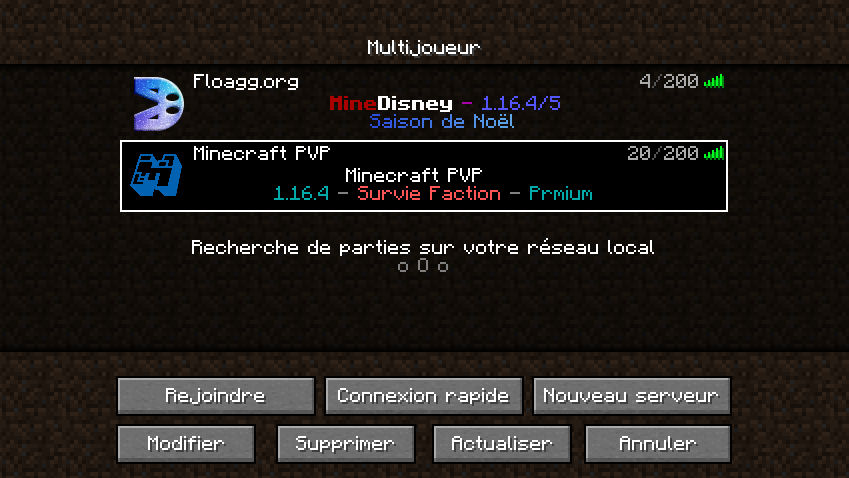 Multijoueur
Floagg.org 4/200
MineDisney - 1.16.4/5
Saison de Noël
Minecraft PVP 20/200
Minecraft PVP
1.16.4 - Survie Faction - Prmium
Recherche de parties sur votre réseau local
o O o
Rejoindre Connexion rapide Nouveau serveur
Modifier Supprimer Actualiser Annuler